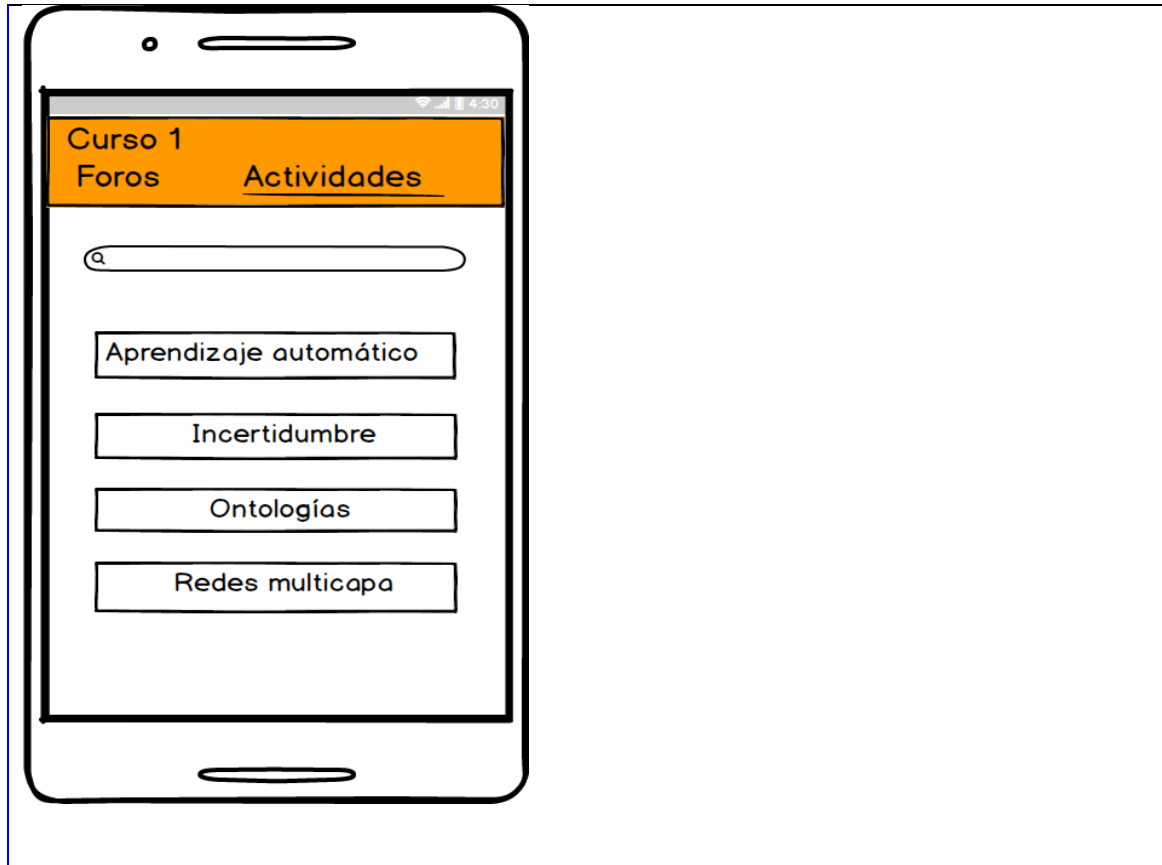 4:30
Curso 1
Foros Actividades
Aprendizaje automático
Incertidumbre
Ontologías
Redes multicapa